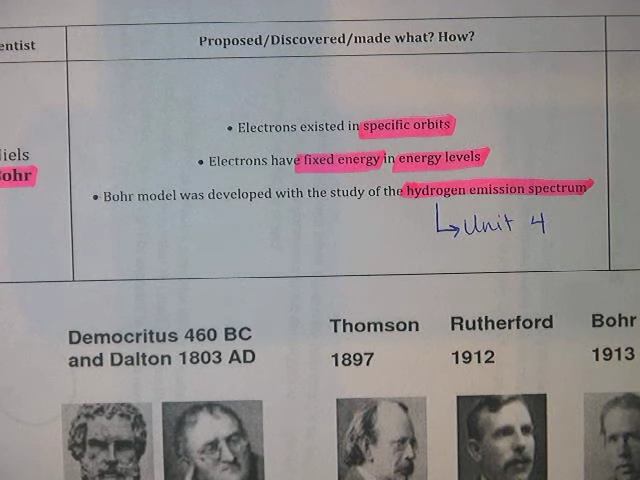 entist
Proposed/Discovered/made what? How?
• Electrons existed in specific orbits
Niels
Bohr
• Electrons have fixed energy in energy levels
• Bohr model was developed with the study of the hydrogen emission spectrum
↳ Unit 4
Democritus 460 BC
and Dalton 1803 AD
Thomson
1897
Rutherford
1912
Bohr
1913